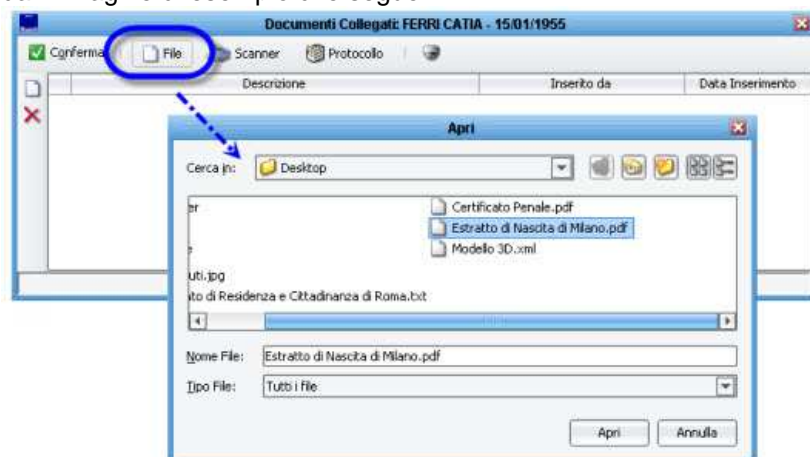 Documenti Collegati: FERRI CATIA - 15/01/1955
Conferma File Scanner Protocollo
Descrizione Inserito da Data Inserimento
Apri
Cerca in: Desktop
er Certificato Penale.pdf
Estratto di Nascita di Milano.pdf
Modello 3D.xml
uti.jpg
ito di Residenza e Cittadinanza di Roma.txt
Nome File: Estratto di Nascita di Milano.pdf
Tipo File: Tutti i file
Apri Annulla